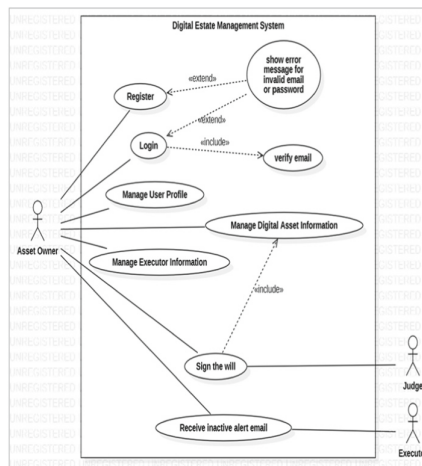 Digital Estate Management System
show error
message for
invalid email
or password
«extend»
Register
«extend»
Login
«include»
verify email
Manage User Profile
Manage Digital Asset Information
Asset Owner
Manage Executor Information
«include»
Sign the will
Judge
Receive inactive alert email
Execut
UNREGISTERED